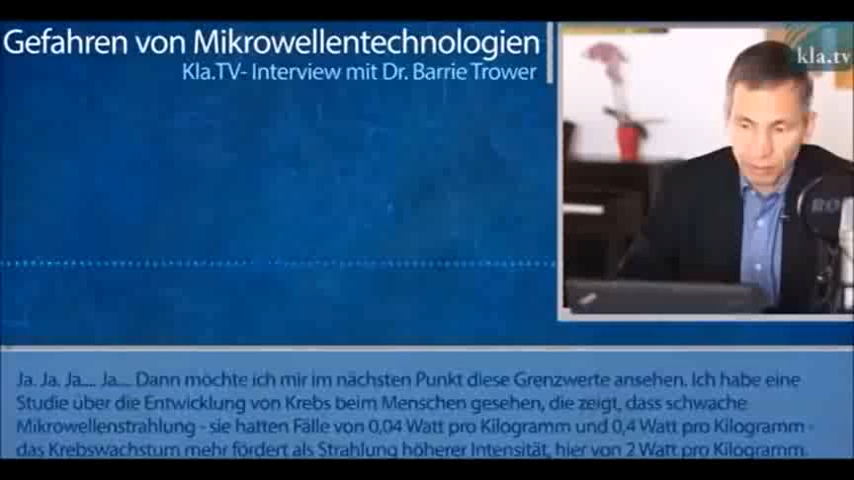 Gefahren von Mikrowellentechnologien
Kla.TV- Interview mit Dr. Barrie Trower
kla.tv
RO
Ja. Ja. Ja.... Ja.... Dann möchte ich mir im nächsten Punkt diese Grenzwerte ansehen. Ich habe eine
Studie über die Entwicklung von Krebs beim Menschen gesehen, die zeigt, dass schwache
Mikrowellenstrahlung - sie hatten Fälle von 0,04 Watt pro Kilogramm und 0,4 Watt pro Kilogramm -
das Krebswachstum mehr fördert als Strahlung höherer Intensität, hier von 2 Watt pro Kilogramm.